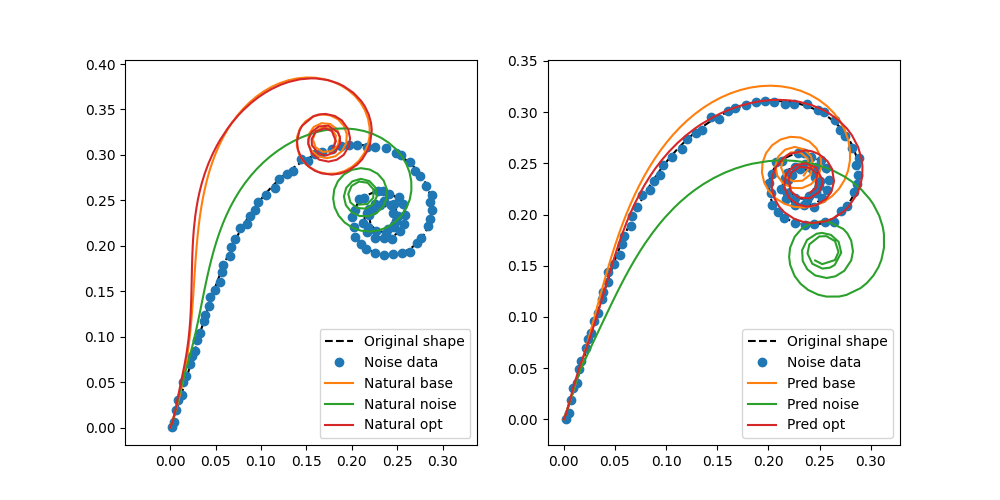 0.40
0.35
0.30
0.25
0.20
0.15
0.10
0.05
0.00
0.00 0.05 0.10 0.15 0.20 0.25 0.30
Original shape
Noise data
Natural base
Natural noise
Natural opt
0.35
0.30
0.25
0.20
0.15
0.10
0.05
0.00
0.00 0.05 0.10 0.15 0.20 0.25 0.30
Original shape
Noise data
Pred base
Pred noise
Pred opt